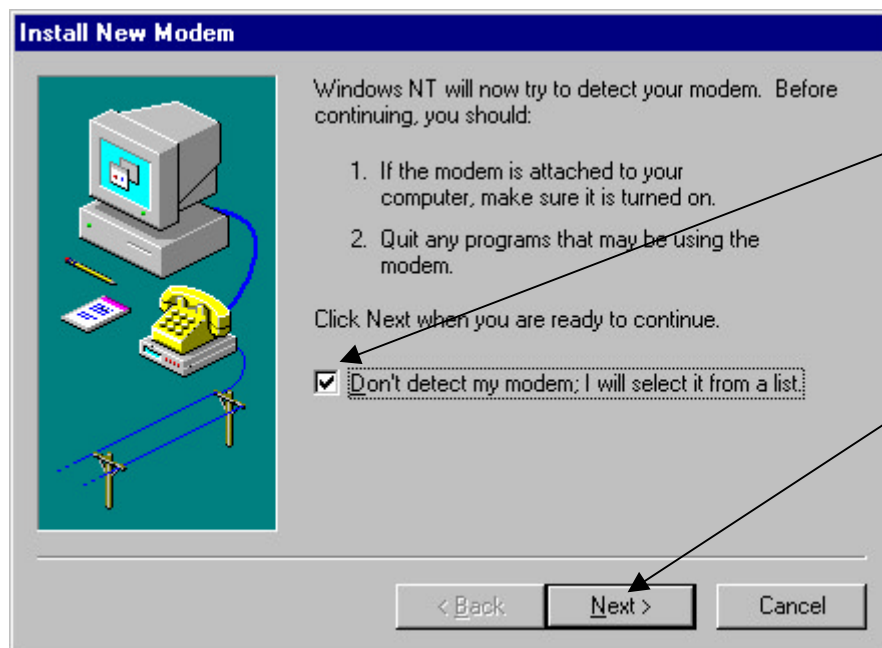 Install New Modem
Windows NT will now try to detect your modem. Before
continuing, you should:
1. If the modem is attached to your
computer, make sure it is turned on.
2. Quit any programs that may be using the
modem.
Click Next when you are ready to continue.
Don't detect my modem; I will select it from a list.
< Back
Next >
Cancel